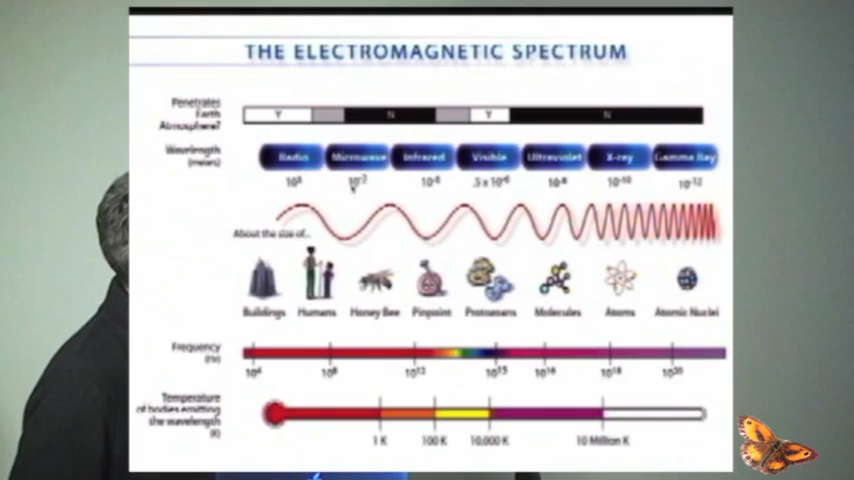 THE ELECTROMAGNETIC SPECTRUM
Penetrates
Earth
Atmosphere?
Y N Y N
Wavelength
(meters)
Radio Microwave Infrared Visible Ultraviolet X-ray Gamma Ray
10³ 10⁻² .5 x 10⁻⁶ 10⁻⁸ 10⁻¹⁰ 10⁻¹²
About the size of...
Buildings Humans Honey Bee Pinpoint Protozoans Molecules Atoms Atomic Nuclei
Frequency
(Hz)
10⁴ 10⁸ 10¹² 10¹⁵ 10¹⁶ 10¹⁸ 10²⁰
Temperature
of bodies emitting
the wavelength
(K)
1 K 100 K 10,000 K 10 Million K